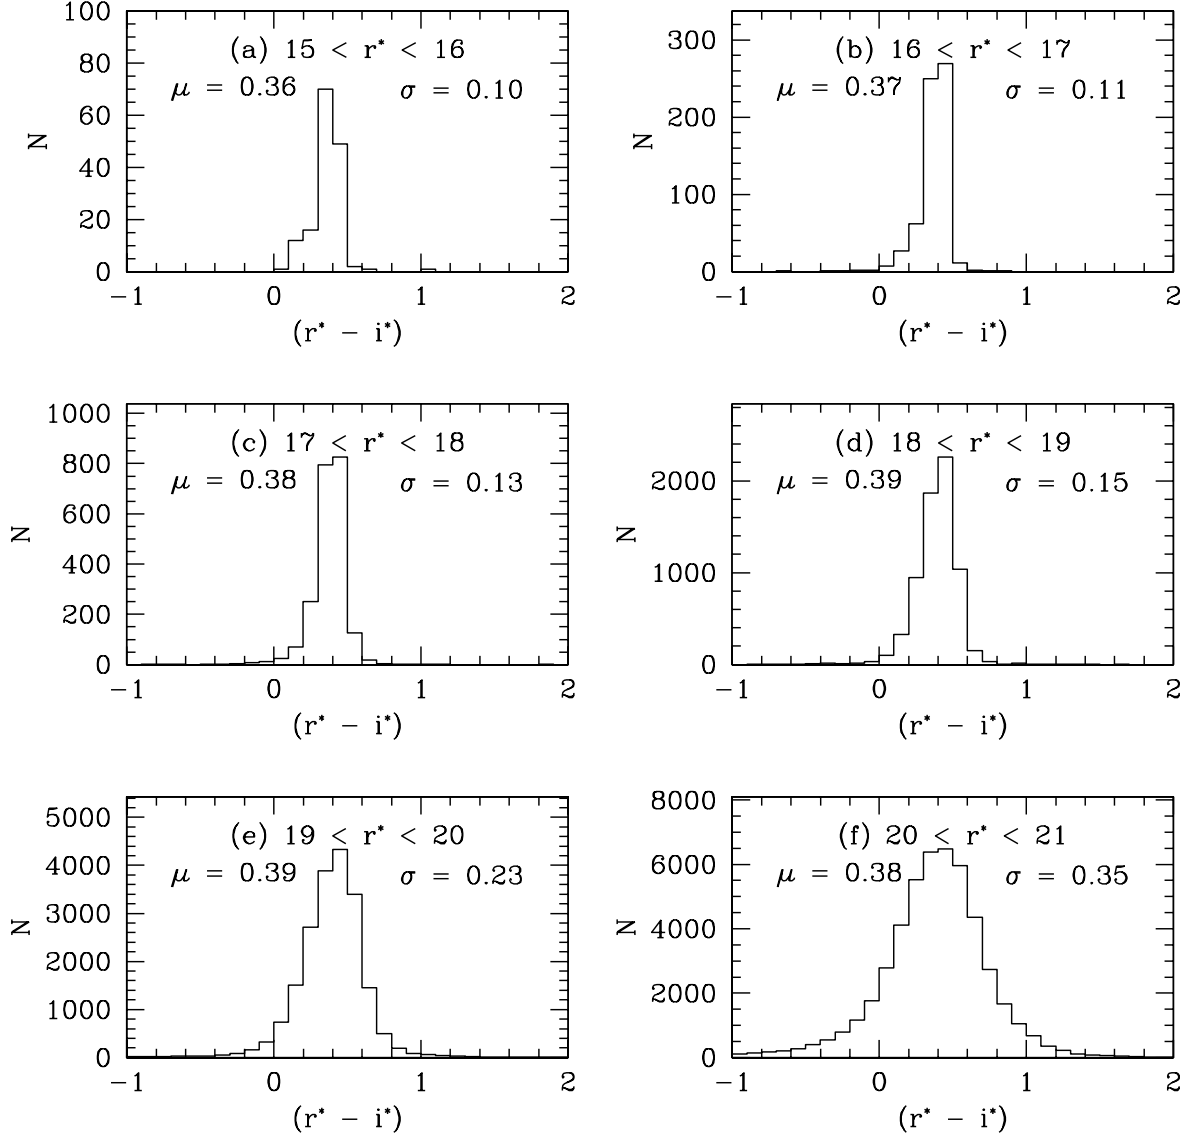 (a) 15 < r* < 16
μ = 0.36 σ = 0.10
N
100
80
60
40
20
0
−1 0 1 2
(r* − i*)
(b) 16 < r* < 17
μ = 0.37 σ = 0.11
N
300
200
100
0
−1 0 1 2
(r* − i*)
(c) 17 < r* < 18
μ = 0.38 σ = 0.13
N
1000
800
600
400
200
0
−1 0 1 2
(r* − i*)
(d) 18 < r* < 19
μ = 0.39 σ = 0.15
N
2000
1000
0
−1 0 1 2
(r* − i*)
(e) 19 < r* < 20
μ = 0.39 σ = 0.23
N
5000
4000
3000
2000
1000
0
−1 0 1 2
(r* − i*)
(f) 20 < r* < 21
μ = 0.38 σ = 0.35
N
8000
6000
4000
2000
0
−1 0 1 2
(r* − i*)